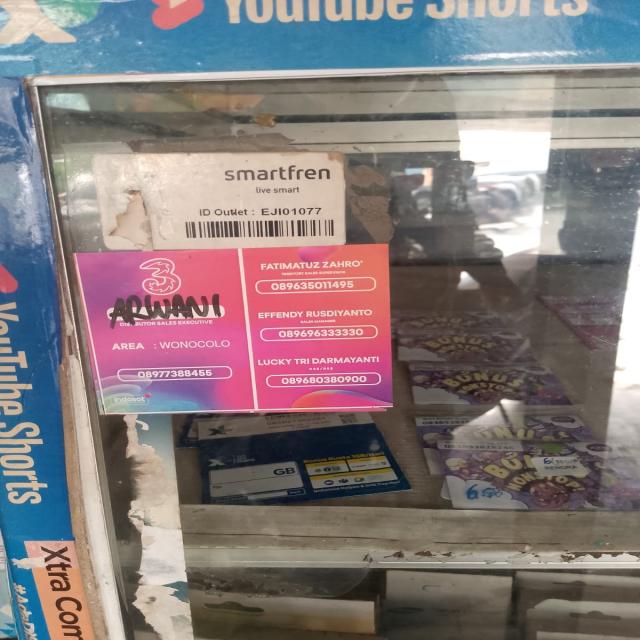 YouTube Shorts
smartfren
live smart
ID Outlet : EJI01077
3
ARWANI
DISTRIBUTOR SALES EXECUTIVE
AREA : WONOCOLO
08977388455
indosat
FATIMATUZ ZAHRO'
089635011495
EFFENDY RUSDIYANTO
SALES MANAGER
089696333330
LUCKY TRI DARMAYANTI
089680380900
YouTube Shorts
Xtra Com
GB
BONUS